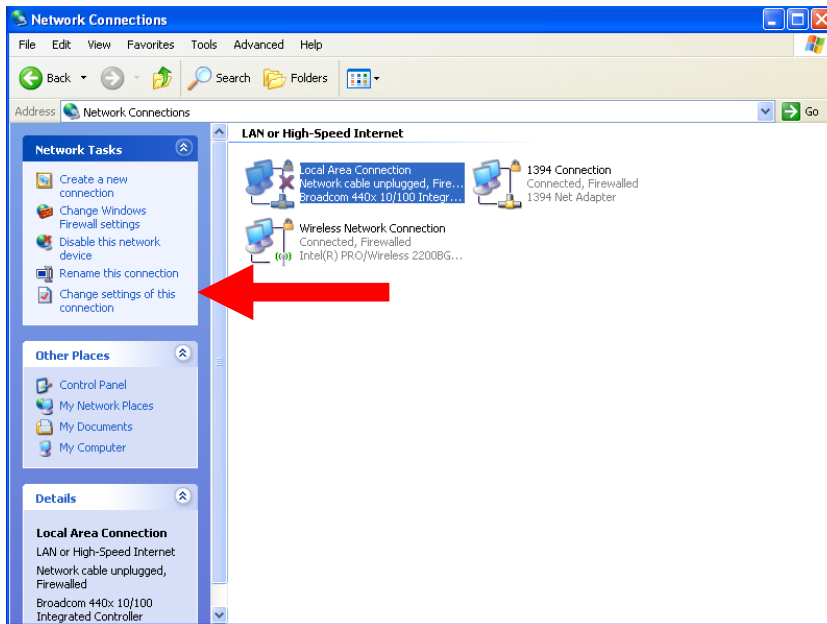 Network Connections
File Edit View Favorites Tools Advanced Help
Back Search Folders
Address Network Connections Go
Network Tasks
Create a new
connection
Change Windows
Firewall settings
Disable this network
device
Rename this connection
Change settings of this
connection
Other Places
Control Panel
My Network Places
My Documents
My Computer
Details
Local Area Connection
LAN or High-Speed Internet
Network cable unplugged,
Firewalled
Broadcom 440x 10/100
Integrated Controller
LAN or High-Speed Internet
Local Area Connection
Network cable unplugged, Fire...
Broadcom 440x 10/100 Integr...
1394 Connection
Connected, Firewalled
1394 Net Adapter
Wireless Network Connection
Connected, Firewalled
Intel(R) PRO/Wireless 2200BG...